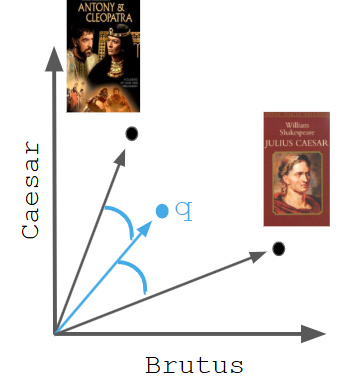 ANTONY &
CLEOPATRA
William
Shakespeare
JULIUS CAESAR
Caesar
q
Brutus